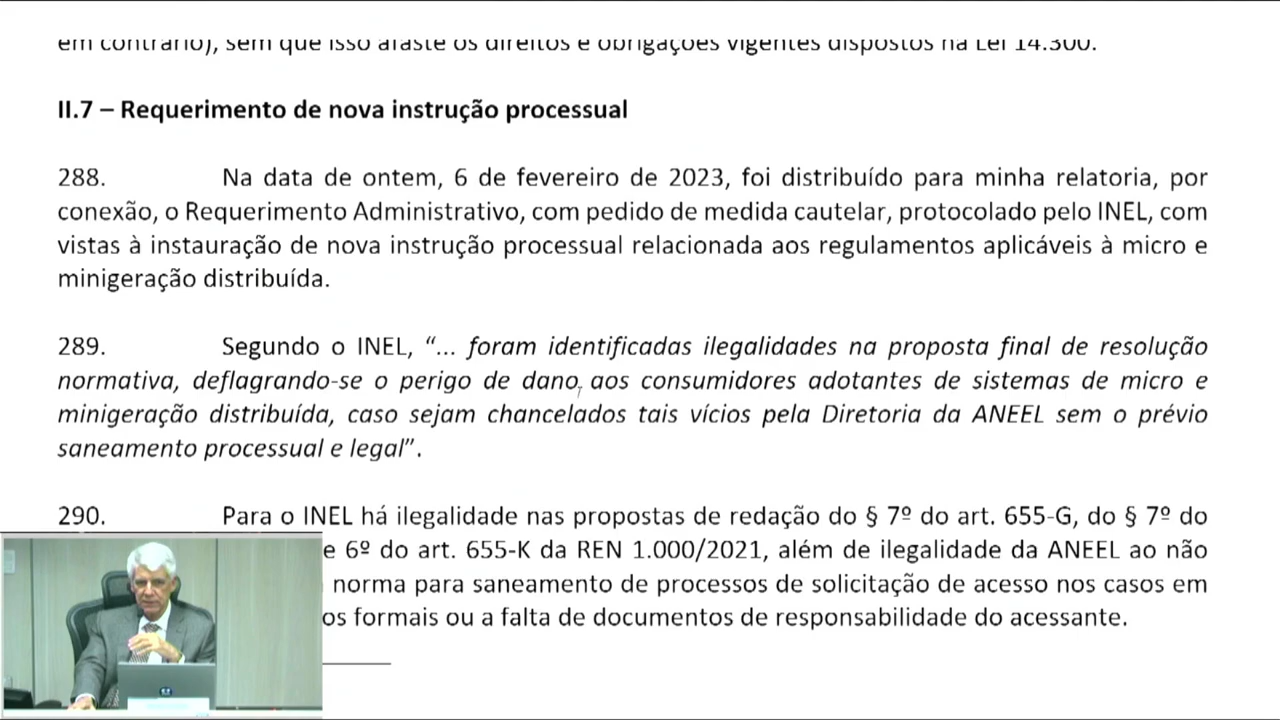 em contrário), sem que isso afaste os direitos e obrigações vigentes dispostos na Lei 14.300.
II.7 – Requerimento de nova instrução processual
288. Na data de ontem, 6 de fevereiro de 2023, foi distribuído para minha relatoria, por
conexão, o Requerimento Administrativo, com pedido de medida cautelar, protocolado pelo INEL, com
vistas à instauração de nova instrução processual relacionada aos regulamentos aplicáveis à micro e
minigeração distribuída.
289. Segundo o INEL, “... foram identificadas ilegalidades na proposta final de resolução
normativa, deflagrando-se o perigo de dano aos consumidores adotantes de sistemas de micro e
minigeração distribuída, caso sejam chancelados tais vícios pela Diretoria da ANEEL sem o prévio
saneamento processual e legal”.
290. Para o INEL há ilegalidade nas propostas de redação do § 7º do art. 655-G, do § 7º do
e 6º do art. 655-K da REN 1.000/2021, além de ilegalidade da ANEEL ao não
norma para saneamento de processos de solicitação de acesso nos casos em
os formais ou a falta de documentos de responsabilidade do acessante.